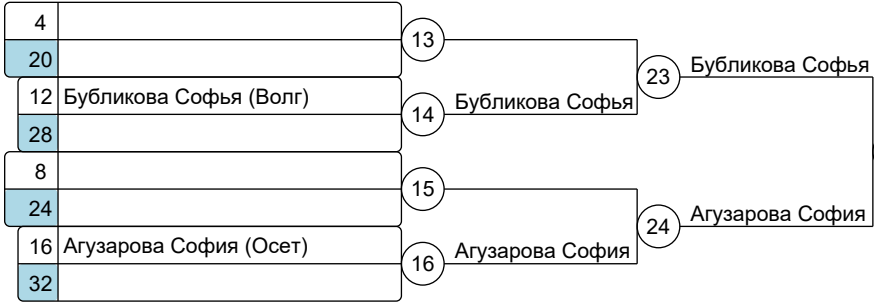 4
13
20
23 Бубликова Софья
12 Бубликова Софья (Волг)
14 Бубликова Софья
28
8
15
24
24 Агузарова София
16 Агузарова София (Осет)
16 Агузарова София
32